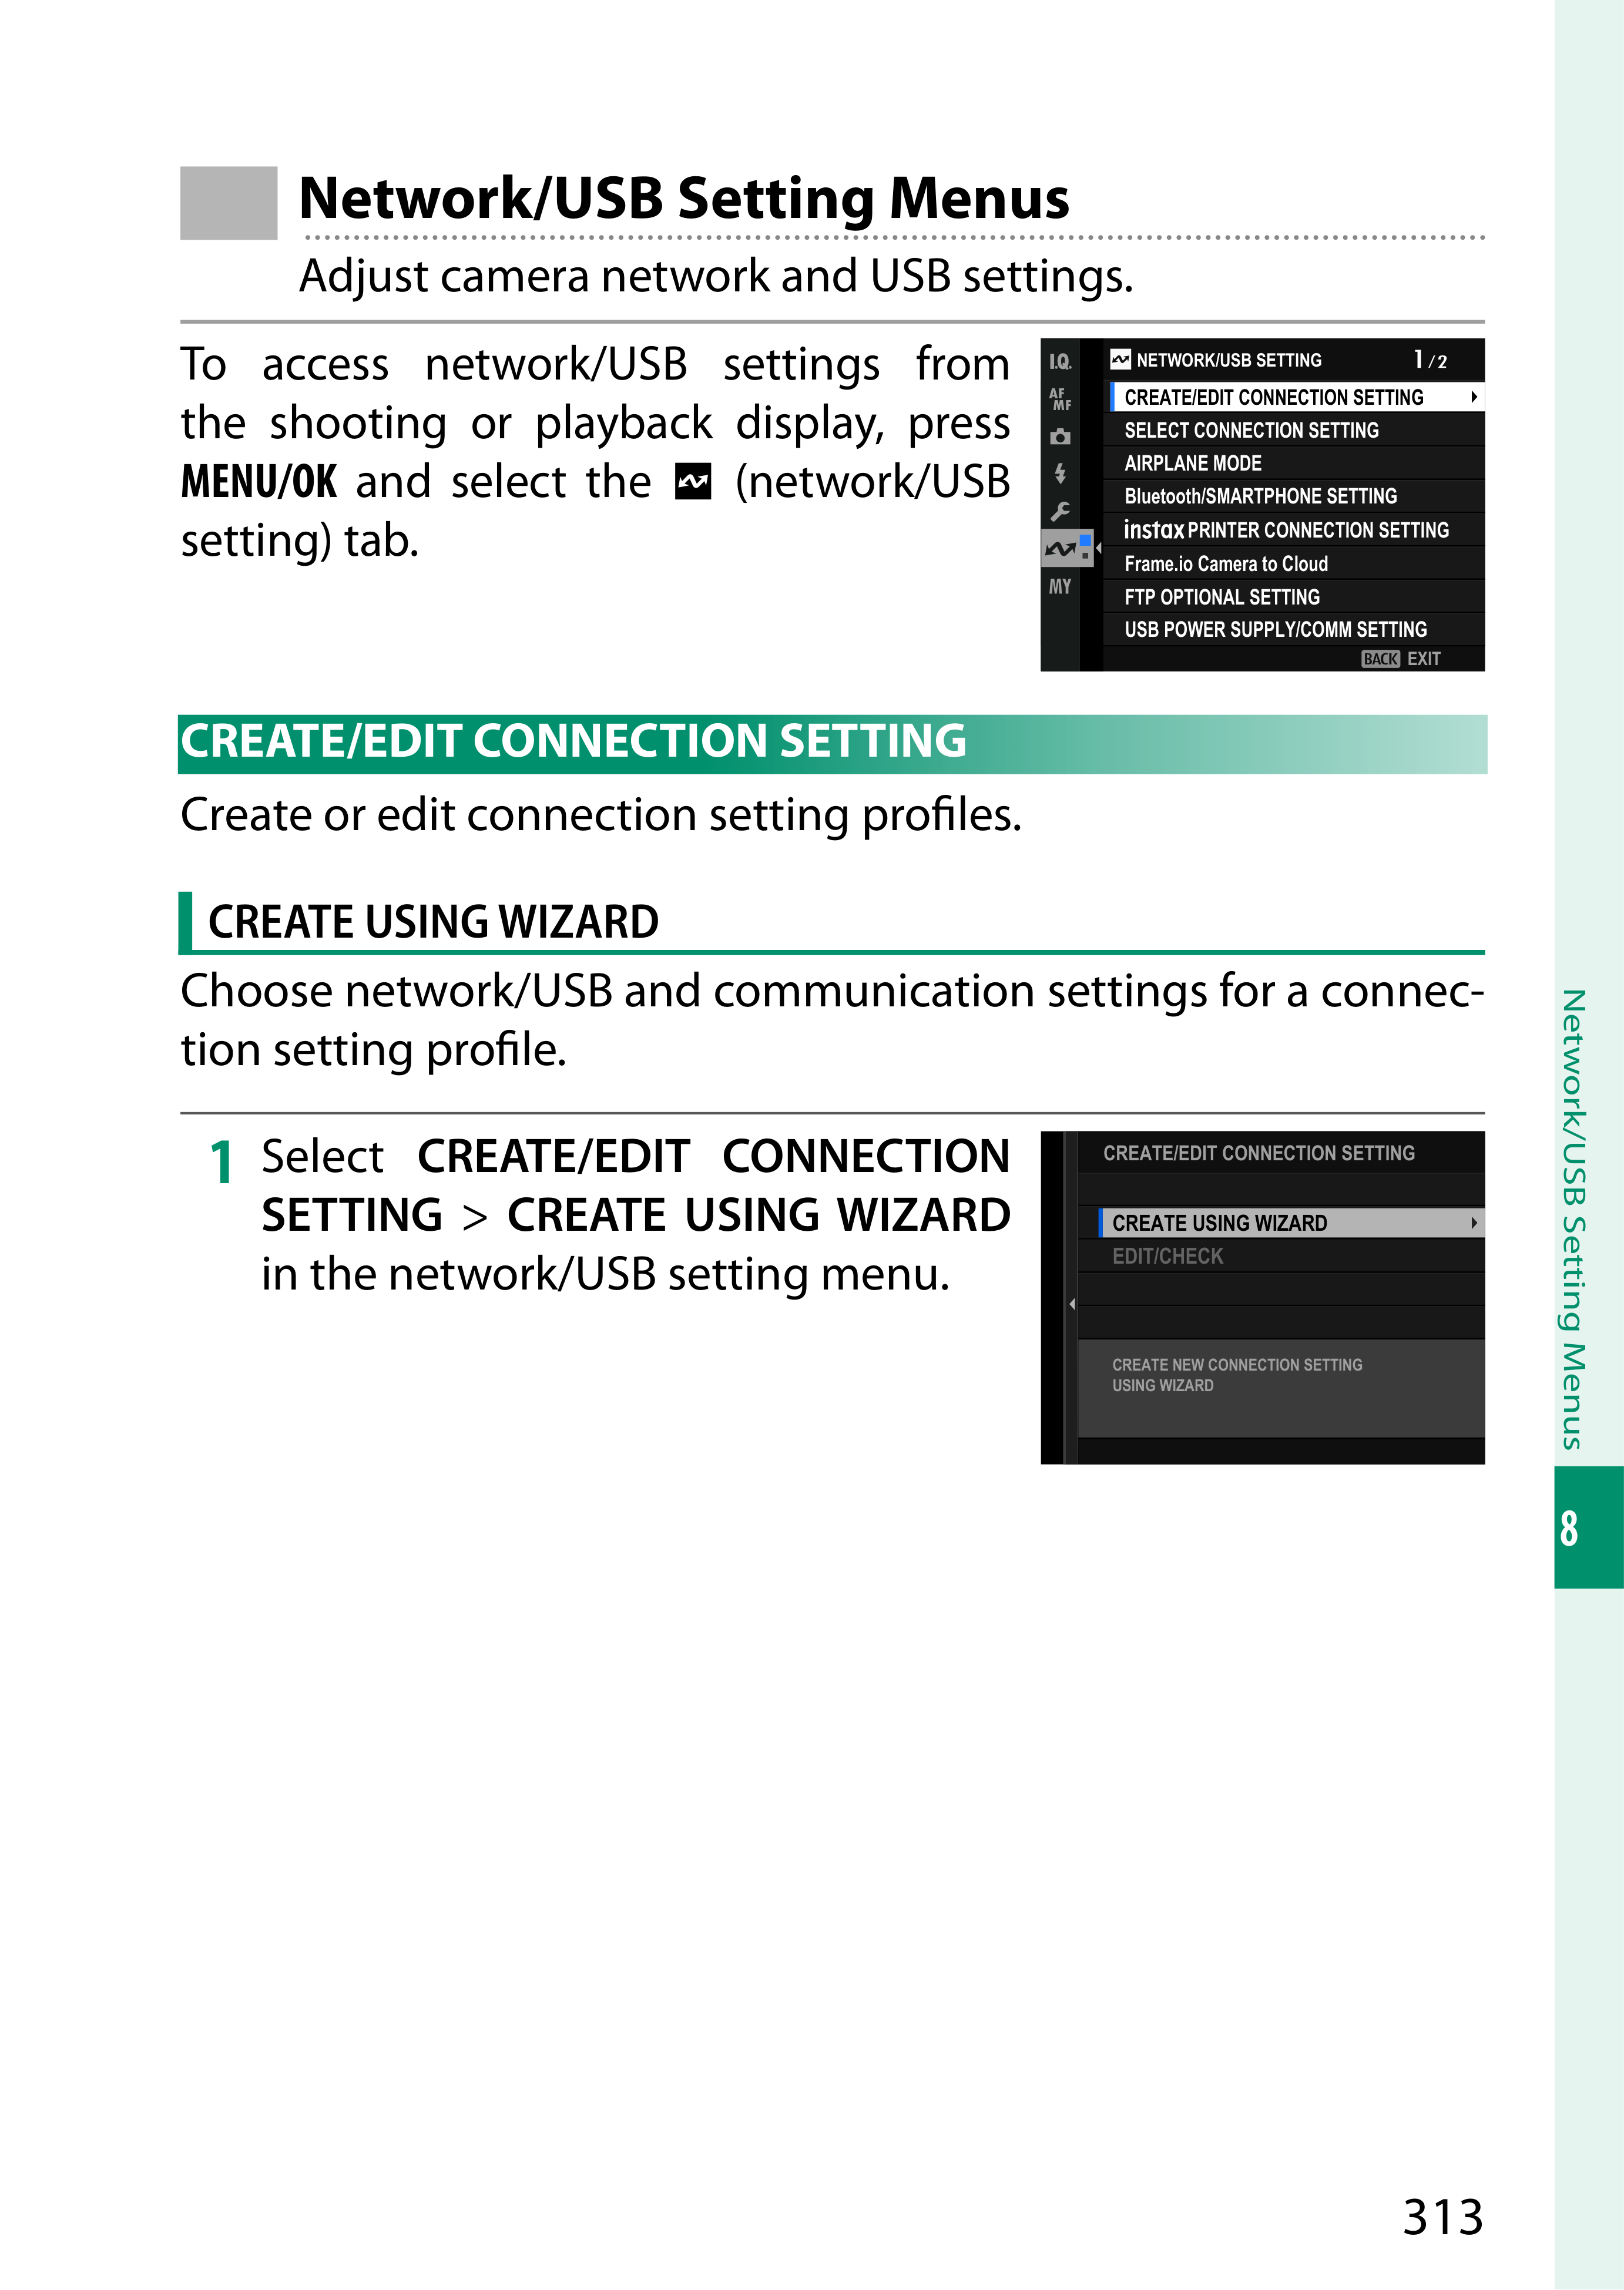 Network/USB Setting Menus
Adjust camera network and USB settings.
To access network/USB settings from
the shooting or playback display, press
MENU/OK and select the (network/USB
setting) tab.
I.Q.
AF
MF
MY
NETWORK/USB SETTING 1/2
CREATE/EDIT CONNECTION SETTING
SELECT CONNECTION SETTING
AIRPLANE MODE
Bluetooth/SMARTPHONE SETTING
instax PRINTER CONNECTION SETTING
Frame.io Camera to Cloud
FTP OPTIONAL SETTING
USB POWER SUPPLY/COMM SETTING
BACK EXIT
CREATE/EDIT CONNECTION SETTING
Create or edit connection setting profiles.
CREATE USING WIZARD
Choose network/USB and communication settings for a connec-
tion setting profile.
1 Select CREATE/EDIT CONNECTION
SETTING > CREATE USING WIZARD
in the network/USB setting menu.
CREATE/EDIT CONNECTION SETTING
CREATE USING WIZARD
EDIT/CHECK
CREATE NEW CONNECTION SETTING
USING WIZARD
Network/USB Setting Menus
8
313